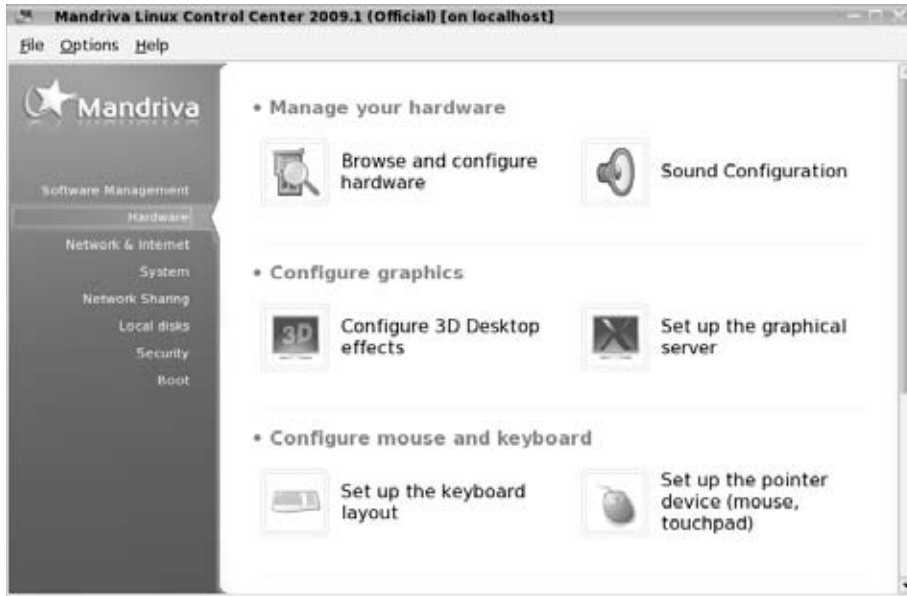 Mandriva Linux Control Center 2009.1 (Official) [on localhost]
File Options Help
Mandriva
Software Management
Hardware
Network & Internet
System
Network Sharing
Local disks
Security
Boot
• Manage your hardware
Browse and configure
hardware
Sound Configuration
• Configure graphics
3D
Configure 3D Desktop
effects
Set up the graphical
server
• Configure mouse and keyboard
Set up the keyboard
layout
Set up the pointer
device (mouse,
touchpad)